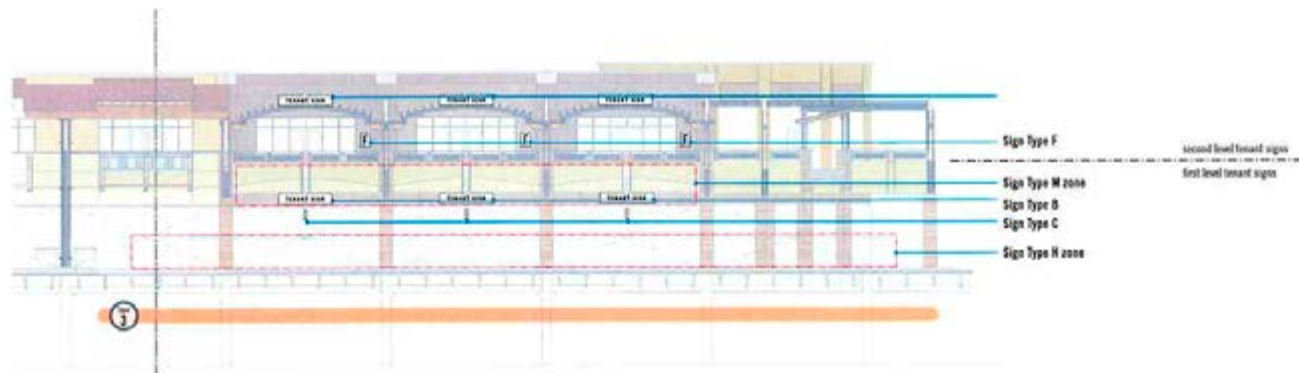 TENANT SIGN TENANT SIGN TENANT SIGN
F F F
Sign Type F
second level tenant signs
first level tenant signs
Sign Type M zone
TENANT SIGN TENANT SIGN TENANT SIGN
Sign Type B
Sign Type C
Sign Type H zone
3